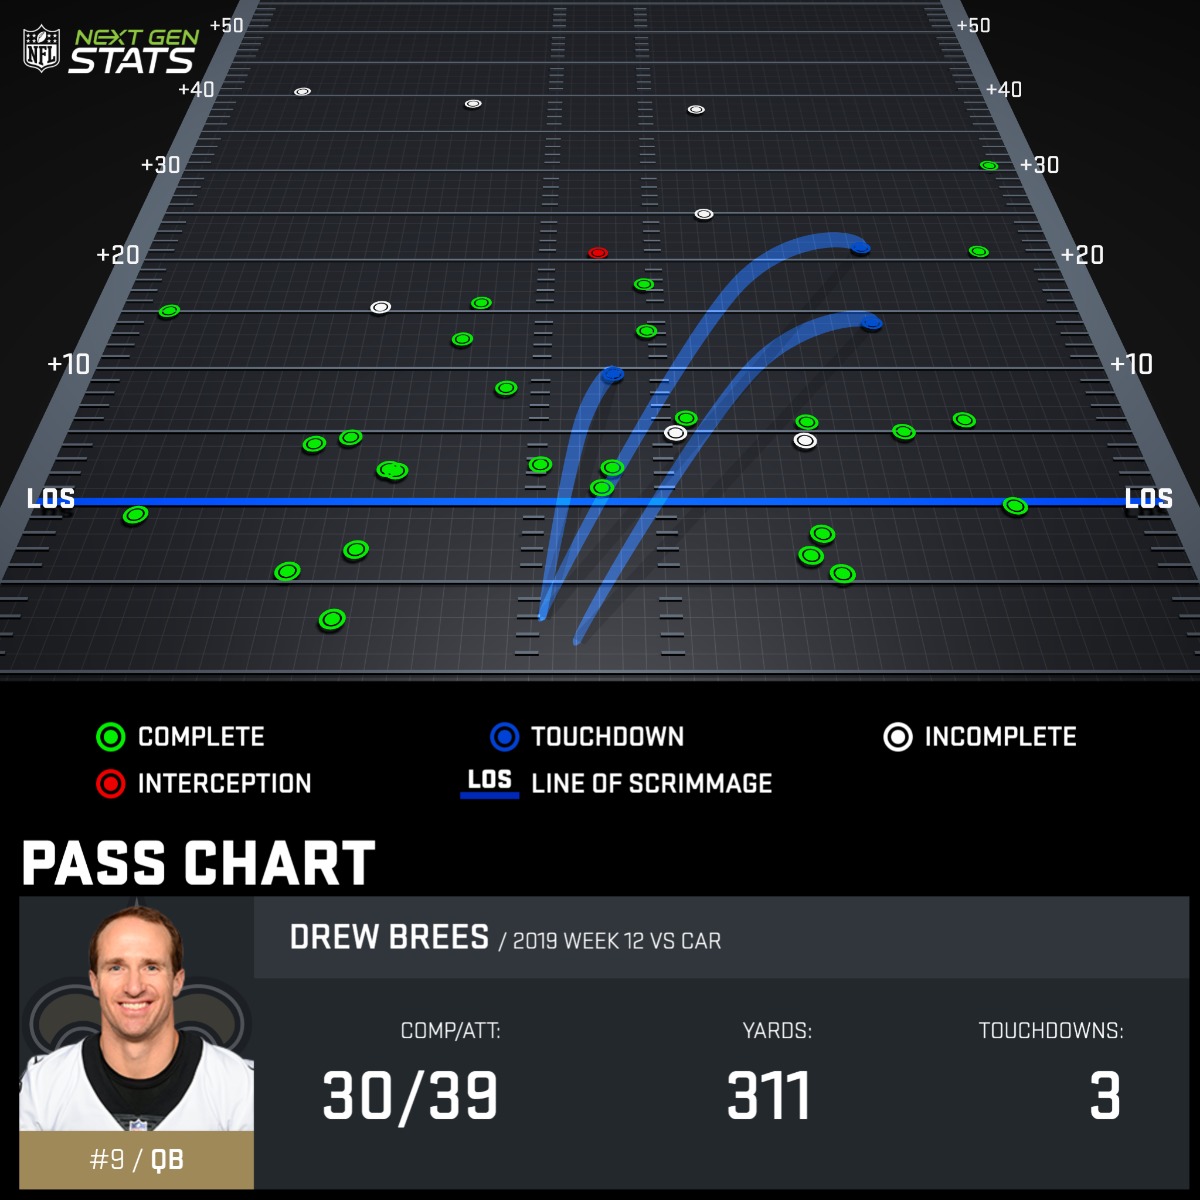 NFL NEXT GEN STATS
+50 +50
+40 +40
+30 +30
+20 +20
+10 +10
LOS LOS
COMPLETE TOUCHDOWN INCOMPLETE
INTERCEPTION LOS LINE OF SCRIMMAGE
PASS CHART
DREW BREES / 2019 WEEK 12 VS CAR
COMP/ATT: YARDS: TOUCHDOWNS:
30/39 311 3
#9 / QB